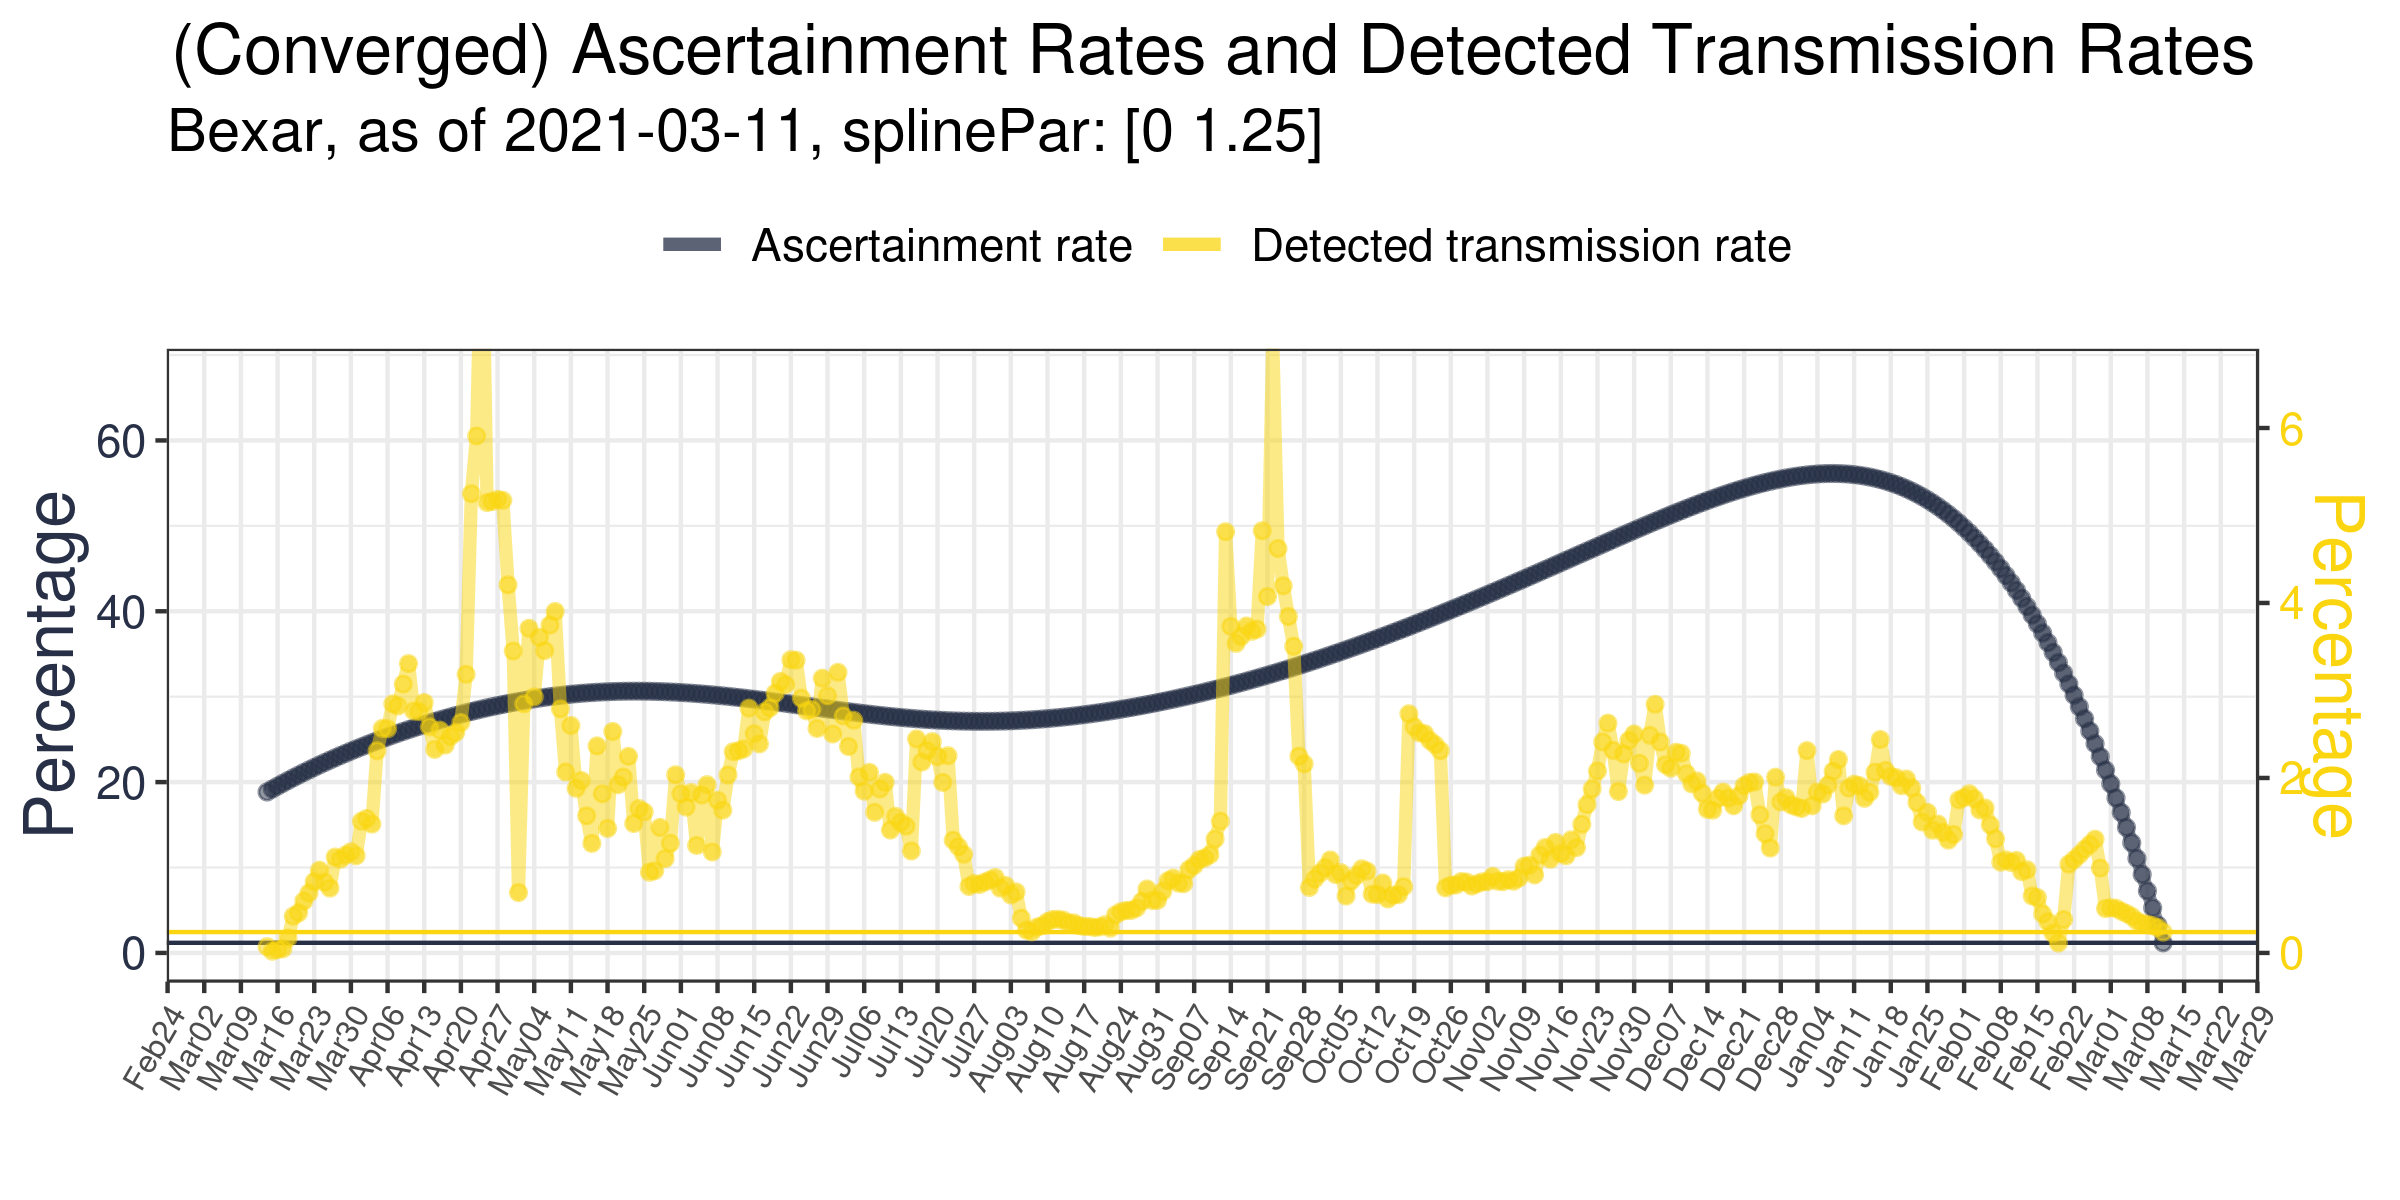 (Converged) Ascertainment Rates and Detected Transmission Rates
Bexar, as of 2021-03-11, splinePar: [0 1.25]
Ascertainment rate
Detected transmission rate
Percentage
60
40
20
0
6
4
2
0
Percentage
Feb24
Mar02
Mar09
Mar16
Mar23
Mar30
Apr06
Apr13
Apr20
Apr27
May04
May11
May18
May25
Jun01
Jun08
Jun15
Jun22
Jun29
Jul06
Jul13
Jul20
Jul27
Aug03
Aug10
Aug17
Aug24
Aug31
Sep07
Sep14
Sep21
Sep28
Oct05
Oct12
Oct19
Oct26
Nov02
Nov09
Nov16
Nov23
Nov30
Dec07
Dec14
Dec21
Dec28
Jan04
Jan11
Jan18
Jan25
Feb01
Feb08
Feb15
Feb22
Mar01
Mar08
Mar15
Mar22
Mar29